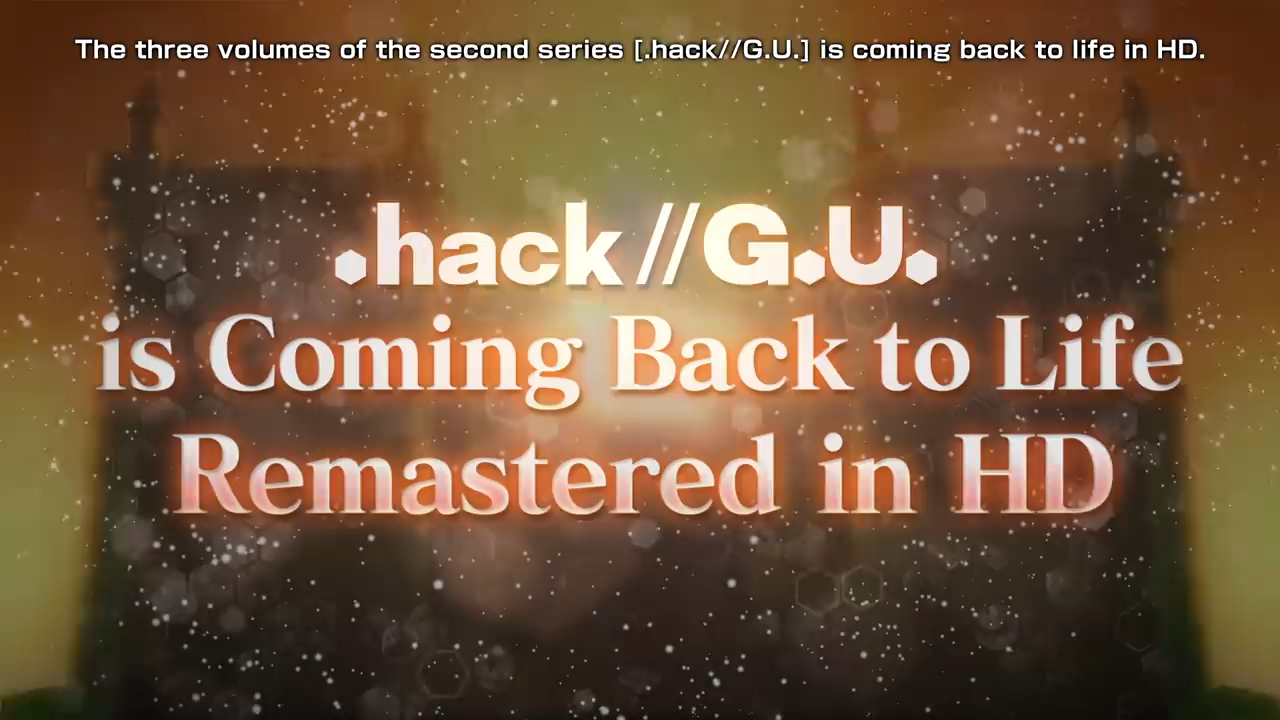 The three volumes of the second series [.hack//G.U.] is coming back to life in HD.
.hack//G.U.
is Coming Back to Life
Remastered in HD